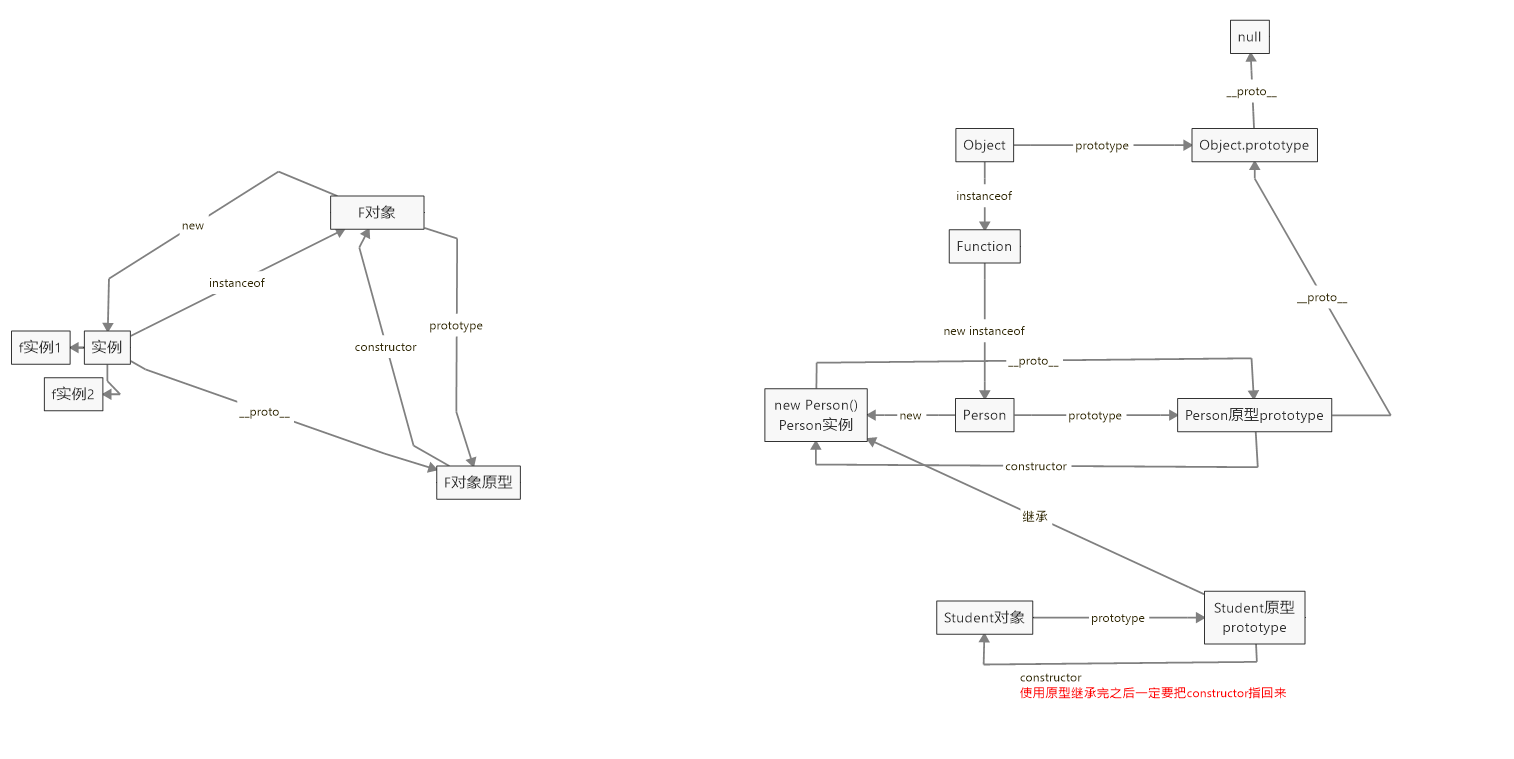 null
__proto__
Object
prototype
Object.prototype
instanceof
Function
F对象
new
instanceof
prototype
constructor
f实例1
实例
f实例2
__proto__
F对象原型
__proto__
new instanceof
__proto__
new Person()
Person实例
new
Person
prototype
Person原型prototype
constructor
继承
Student对象
prototype
Student原型
prototype
constructor
使用原型继承完之后一定要把constructor指回来